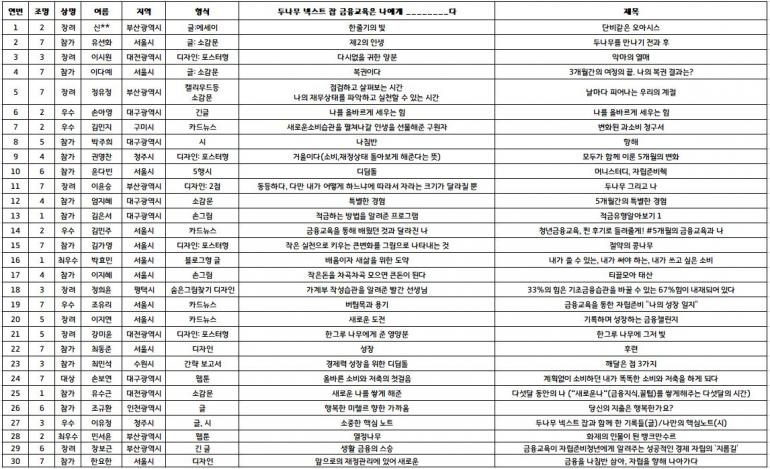 연번 조명 상명 이름 지역 형식 두나무 넥스트 잡 금융교육은 나에게 ________다 제목
1 2 장려 신** 부산광역시 글:에세이 한줄기의 빛 단비같은 오아시스
2 7 참가 유선화 서울시 글: 소감문 제2의 인생 두나무를 만나기 전과 후
3 3 장려 이시원 대전광역시 디자인: 포스터형 다시없을 귀한 양분 악마의 열매
4 7 참가 이다예 서울시 글: 소감문 복권이다 3개월간의 여정의 끝. 나의 복권 결과는?
5 7 장려 정유정 부산광역시 캘리무드등 소감문 점검하고 살펴보는 시간 나의 재무상태를 파악하고 실천할 수 있는 시간 날마다 피어나는 우리의 계절
6 2 우수 손아영 대구광역시 긴글 나를 올바르게 세우는 힘 나를 올바르게 세우는 힘
7 2 우수 김민지 구미시 카드뉴스 새로운소비습관을 펼쳐나갈 인생을 선물해준 구원자 변화된 과소비 청구서
8 5 참가 박주희 대구광역시 시 나침반 항해
9 4 참가 권영찬 청주시 디자인: 포스터형 거울이다(소비,재정상태 돌아보게 해준다는 뜻) 모두가 함께 이룬 5개월의 변화
10 6 참가 윤다빈 서울시 5행시 디딤돌 머니스터디, 자립준비핵
11 7 장려 이윤승 부산광역시 디자인: 2점 동등하다, 다만 내가 어떻게 하느냐에 따라서 자라는 크기가 달라질 뿐 두나무 그리고 나
12 4 참가 엄지혜 대구광역시 소감문 특별한 경험 5개월간의 특별한 경험
13 1 참가 김은서 대구광역시 손그림 적금하는 방법을 알려준 프로그램 적금유형알아보기 1
14 2 우수 김민주 서울시 카드뉴스 금융교육을 통해 배웠던 것과 달라진 나 청년금융교육, 찐 후기로 들려줄게! #5개월의 금융교육과 나
15 7 참가 김가영 서울시 디자인: 포스터형 작은 실천으로 키우는 큰변화를 그림으로 나타내는 것 절약의 콩나무
16 1 최우수 박효민 서울시 블로그형 글 배움이자 새삶을 위한 도약 내가 쓸 수 있는, 내가 써야 하는, 내가 쓰고 싶은 소비
17 4 참가 이지혜 서울시 손그림 작은돈을 차곡차곡 모으면 큰돈이 된다 티끌모아 태산
18 3 장려 정희은 평택시 숨은그림찾기 디자인 가계부 작성습관을 알려준 빨간 선생님 33%의 힘은 기초금융습관을 바꿀 수 있는 67%힘이 내재되어 있다
19 7 우수 조유리 서울시 카드뉴스 버팀목과 용기 금융교육을 통한 자립준비 "나의 성장 일지"
20 5 장려 이지연 서울시 카드뉴스 새로운 도전 기록하며 성장하는 금융챌린지
21 5 장려 강미윤 대전광역시 디자인: 포스터형 한그루 나무에게 준 영양분 한그루 나무에 그저 빛
22 7 참가 최동준 서울시 디자인 성장 후련
23 3 참가 최민석 수원시 간략 보고서 경제력 성장을 위한 디딤돌 깨달은 점 3가지
24 7 대상 손보연 대구광역시 웹툰 올바른 소비와 저축의 첫걸음 계획없이 소비하던 내가 똑똑한 소비와 저축을 하게 되다
25 1 참가 유수근 대전광역시 소감문 새로운 나를 쌓게 해준 다섯달 동안의 나 ("새로운나"(금융지식,꿀팁)를 쌓게해주는 다섯달의 시간)
26 6 참가 조규환 인천광역시 글 행복한 미래로 향한 가까움 당신의 지출은 행복한가요?
27 3 우수 이유정 청주시 글, 시 소중한 핵심 노트 두나무 넥스트 잡과 함께 한 기록들(글)/나만의 핵심노트(시)
28 2 최우수 민서윤 부산광역시 웹툰 열정나무 화제의 인물이 된 뱅크만수르
29 6 장려 장보근 부산광역시 긴 글 생활 금융의 스승 금융교육이 자립준비청년에게 알려주는 성공적인 경제 자립의 '지름길'
30 7 참가 한요한 서울시 디자인 앞으로의 재정관리에 있어 새로운 금융을 나침반 삼아, 자립을 향해 나아가다